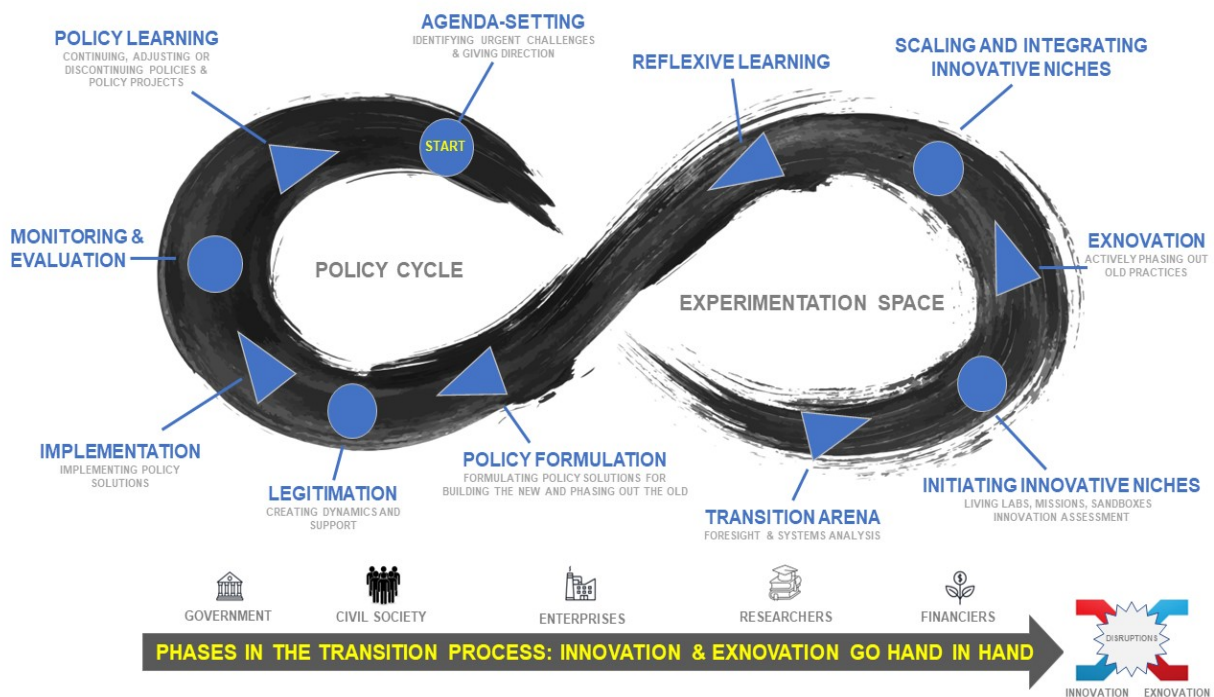 AGENDA-SETTING
IDENTIFYING URGENT CHALLENGES
& GIVING DIRECTION
POLICY LEARNING
CONTINUING, ADJUSTING OR
DISCONTINUING POLICIES &
POLICY PROJECTS
REFLEXIVE LEARNING
SCALING AND INTEGRATING
INNOVATIVE NICHES
START
MONITORING &
EVALUATION
POLICY CYCLE
EXPERIMENTATION SPACE
EXNOVATION
ACTIVELY PHASING OUT
OLD PRACTICES
IMPLEMENTATION
IMPLEMENTING POLICY
SOLUTIONS
LEGITIMATION
CREATING DYNAMICS AND
SUPPORT
POLICY FORMULATION
FORMULATING POLICY SOLUTIONS FOR
BUILDING THE NEW AND PHASING OUT THE OLD
TRANSITION ARENA
FORESIGHT & SYSTEMS ANALYSIS
INITIATING INNOVATIVE NICHES
LIVING LABS, MISSIONS, SANDBOXES
INNOVATION ASSESSMENT
GOVERNMENT
CIVIL SOCIETY
ENTERPRISES
RESEARCHERS
FINANCIERS
PHASES IN THE TRANSITION PROCESS: INNOVATION & EXNOVATION GO HAND IN HAND
DISRUPTIONS
INNOVATION
EXNOVATION